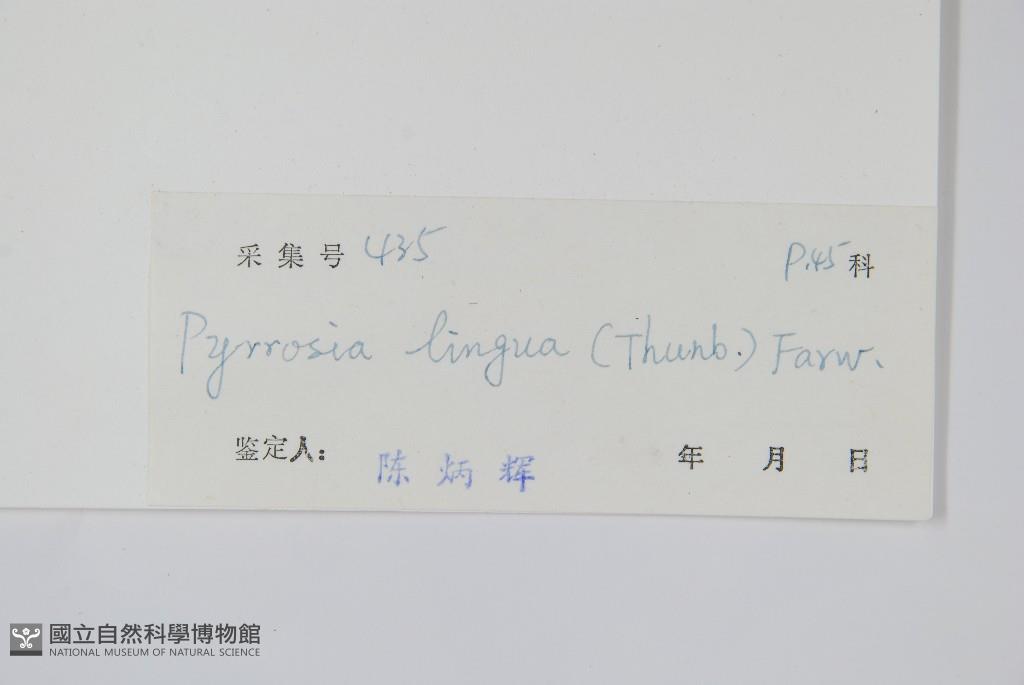 采集号 435 P.45 科
Pyrrosia lingua (Thunb.) Farw.
鉴定人: 陈炳辉 年 月 日
國立自然科學博物館
NATIONAL MUSEUM OF NATURAL SCIENCE